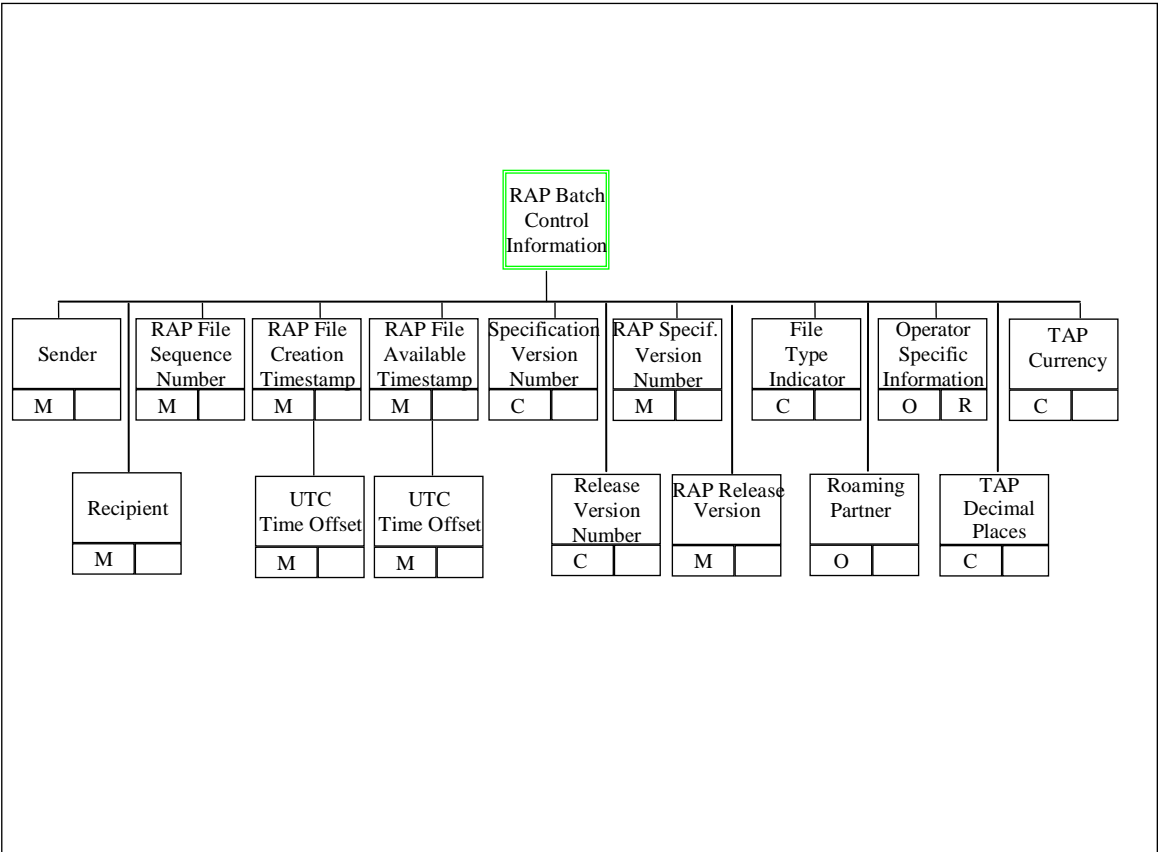 RAP Batch
Control
Information
Sender
M
RAP File
Sequence
Number
M
RAP File
Creation
Timestamp
M
RAP File
Available
Timestamp
M
Specification
Version
Number
C
RAP Specif.
Version
Number
M
File
Type
Indicator
C
Operator
Specific
Information
O R
TAP
Currency
C
Recipient
M
UTC
Time Offset
M
UTC
Time Offset
M
Release
Version
Number
C
RAP Release
Version
M
Roaming
Partner
O
TAP
Decimal
Places
C